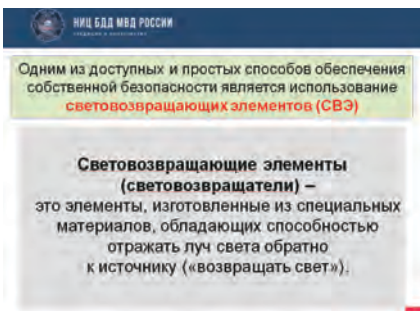 НИЦ БДД МВД РОССИИ
Одним из доступных и простых способов обеспечения
собственной безопасности является использование
световозвращающих элементов (СВЭ)
Световозвращающие элементы
(световозвращатели) –
это элементы, изготовленные из специальных
материалов, обладающих способностью
отражать луч света обратно
к источнику («возвращать свет»).